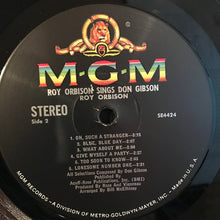 M-G-M
ROY ORBISON SINGS DON GIBSON
ROY ORBISON
STEREO
Side 2
SE4424
1. OH, SUCH A STRANGER
2. BLUE, BLUE DAY
3. WHAT ABOUT ME
4. GIVE MYSELF A PARTY
5. TOO SOON TO KNOW
6. LONESOME NUMBER ONE
All Selections Composed by Don Gibson
Published By
Acuff-Rose Publications, Inc. (BMI)
Produced by Rose and Vienneau
Arranged by Bill McElhiney
MGM RECORDS - A DIVISION OF METRO-GOLDWYN-MAYER, INC. - MADE IN U.S.A.